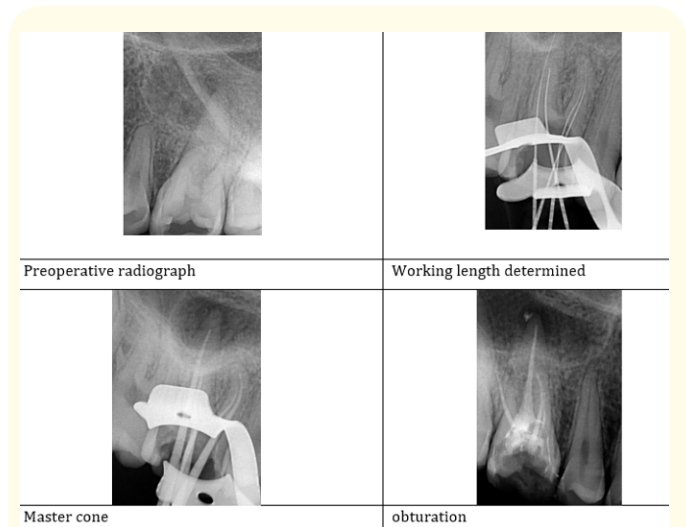 Preoperative radiograph
Working length determined
Master cone
obturation